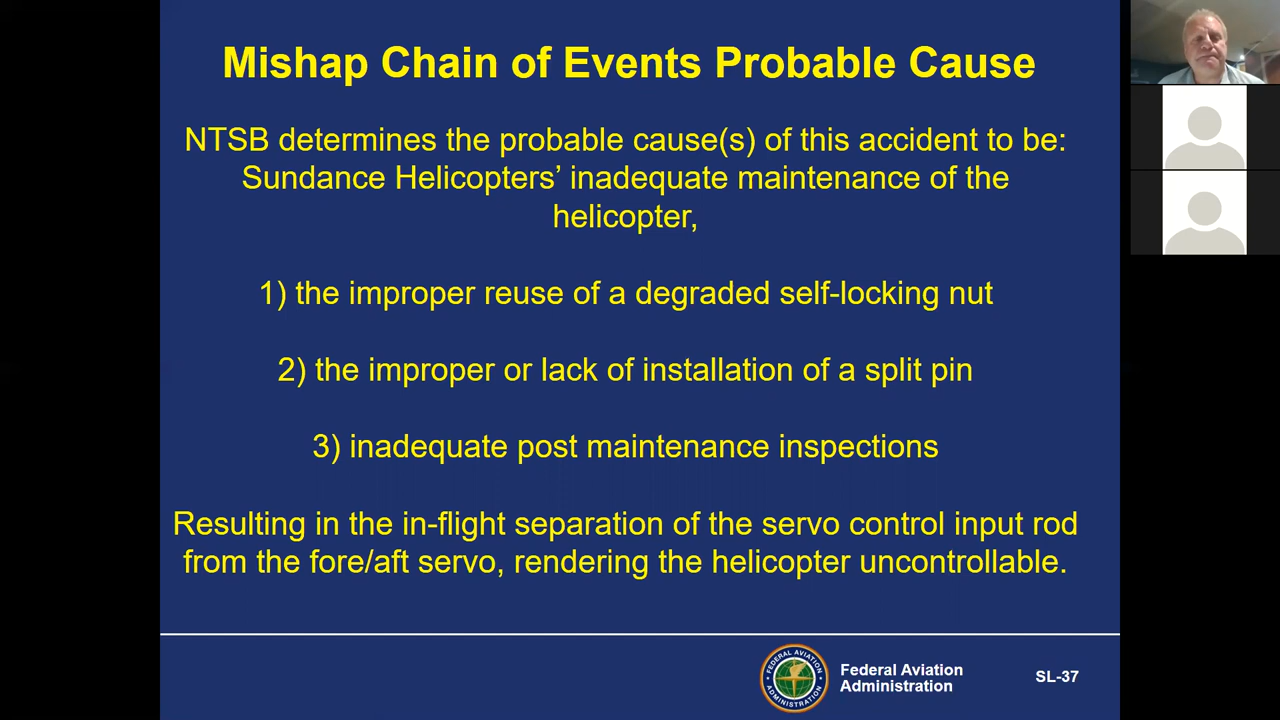 Mishap Chain of Events Probable Cause
NTSB determines the probable cause(s) of this accident to be:
Sundance Helicopters’ inadequate maintenance of the
helicopter,
1) the improper reuse of a degraded self-locking nut
2) the improper or lack of installation of a split pin
3) inadequate post maintenance inspections
Resulting in the in-flight separation of the servo control input rod
from the fore/aft servo, rendering the helicopter uncontrollable.
FEDERAL AVIATION
ADMINISTRATION
Federal Aviation
Administration
SL-37